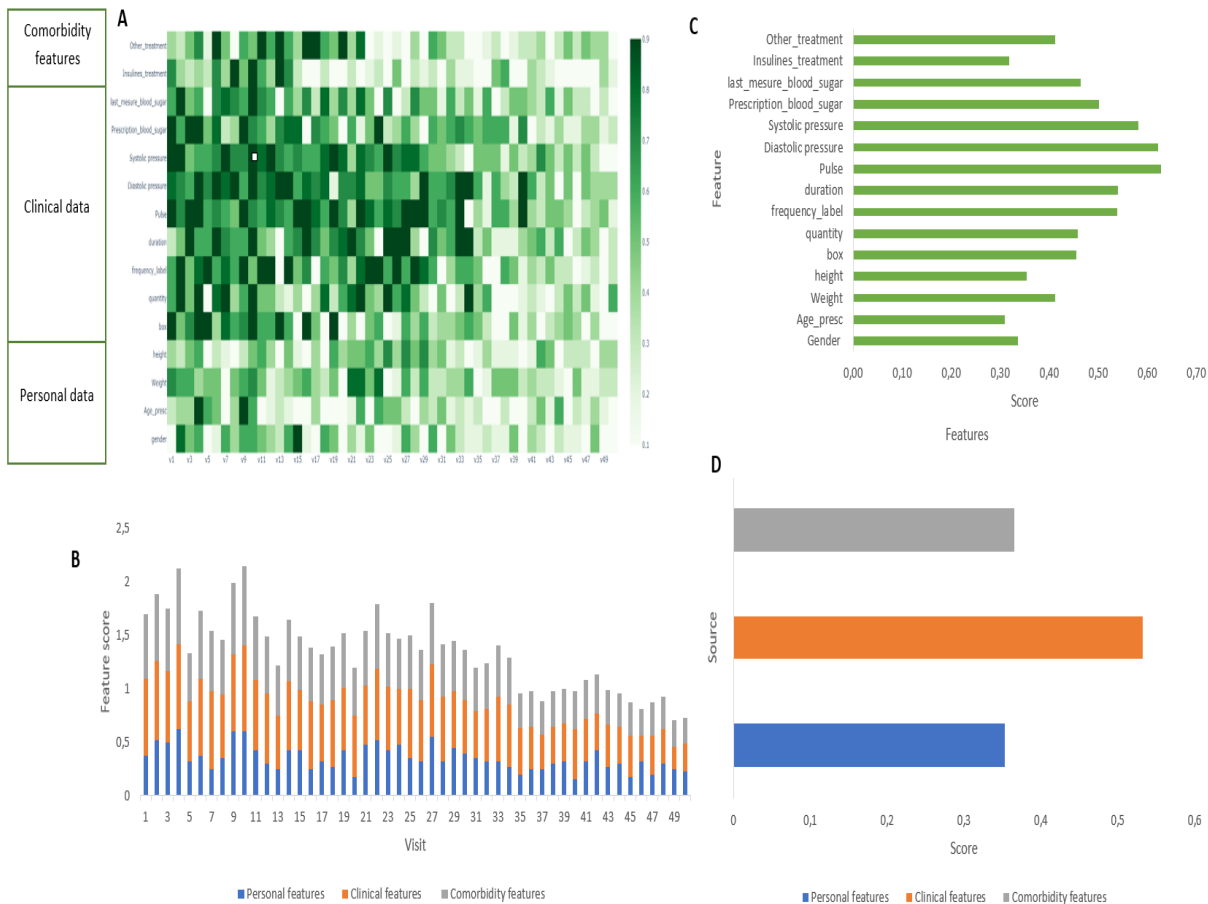 Comorbidity
features
Clinical data
Personal data
A
Other_treatment
Insulines_treatment
last_mesure_blood_sugar
Prescription_blood_sugar
Systolic pressure
Diastolic pressure
Pulse
duration
frequency_label
quantity
box
height
Weight
Age_presc
gender
v1 v3 v5 v7 v9 v11 v13 v15 v17 v19 v21 v23 v25 v27 v29 v31 v33 v35 v37 v39 v41 v43 v45 v47 v49
0.9
0.8
0.7
0.6
0.5
0.4
0.3
0.2
0.1
C
Feature
Other_treatment
Insulines_treatment
last_mesure_blood_sugar
Prescription_blood_sugar
Systolic pressure
Diastolic pressure
Pulse
duration
frequency_label
quantity
box
height
Weight
Age_presc
Gender
0,00 0,10 0,20 0,30 0,40 0,50 0,60 0,70
Score
Features
B
Feature score
2,5
2
1,5
1
0,5
0
1 3 5 7 9 11 13 15 17 19 21 23 25 27 29 31 33 35 37 39 41 43 45 47 49
Visit
Personal features Clinical features Comorbidity features
D
Source
0 0,1 0,2 0,3 0,4 0,5 0,6
Score
Personal features Clinical features Comorbidity features